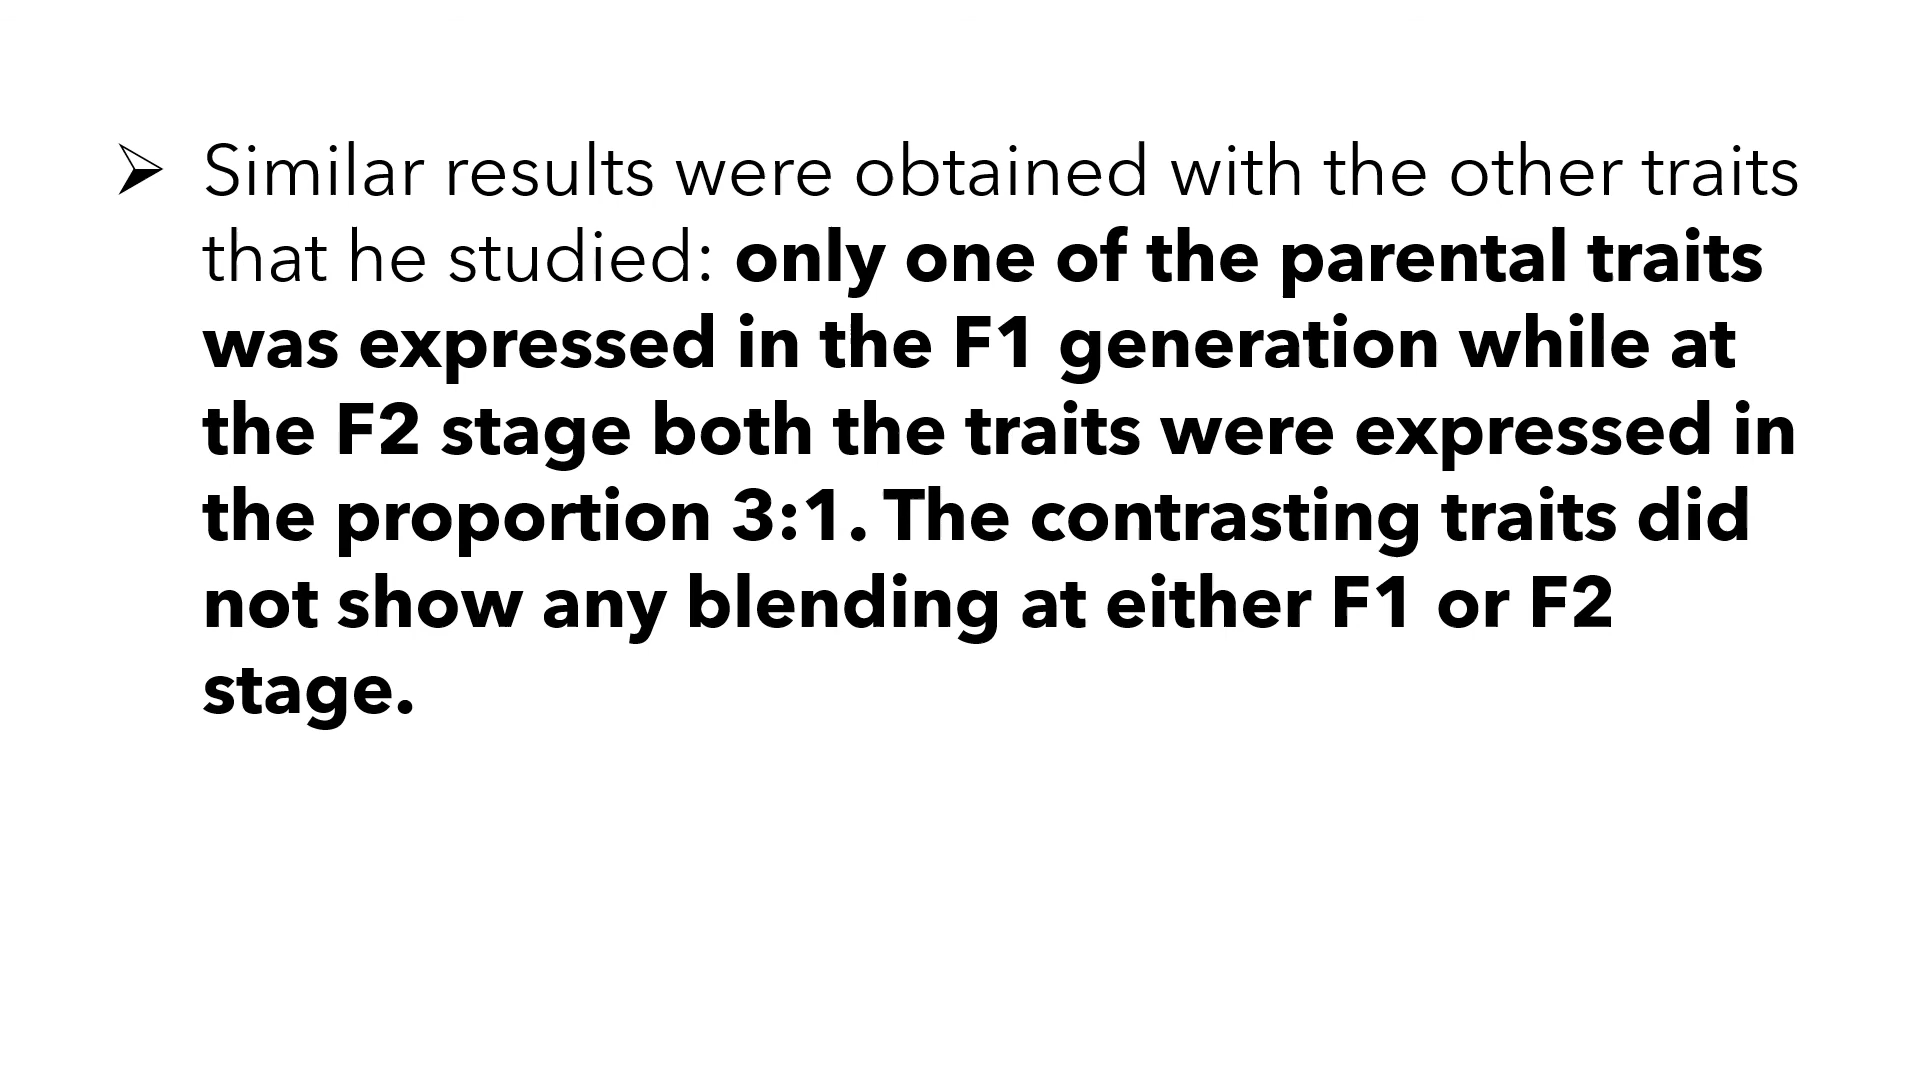 ➢ Similar results were obtained with the other traits
that he studied: only one of the parental traits
was expressed in the F1 generation while at
the F2 stage both the traits were expressed in
the proportion 3:1. The contrasting traits did
not show any blending at either F1 or F2
stage.